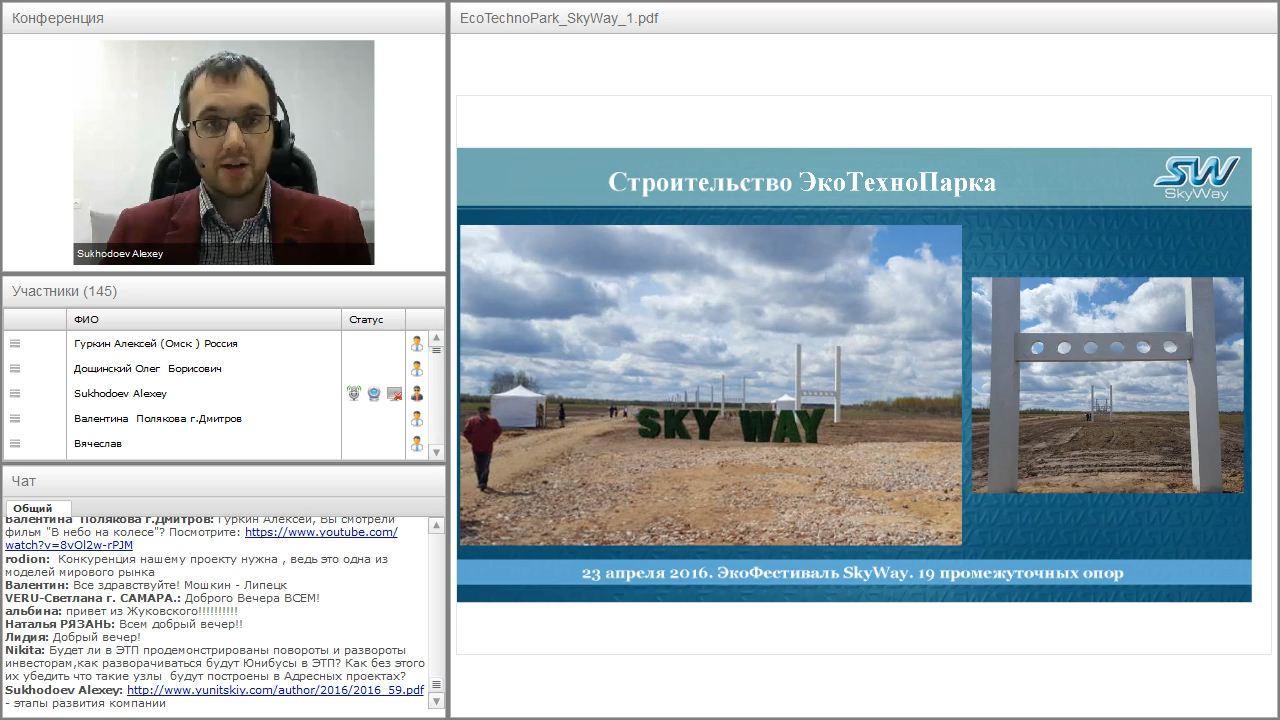 Конференция
Sukhodoev Alexey
Участники (145)
ФИО
Статус
Гуркин Алексей (Омск ) Россия
Дощинский Олег Борисович
Sukhodoev Alexey
Валентина Полякова г.Дмитров
Вячеслав
Чат
Общий
Валентина Полякова г.Дмитров: Гуркин Алексей, Вы смотрели
фильм "В небо на колесе"? Посмотрите: https://www.youtube.com/
watch?v=8vOl2w-rPJM
rodion: Конкуренция нашему проекту нужна , ведь это одна из
моделей мирового рынка
Валентин: Все здравствуйте! Мошкин - Липецк
VERU-Светлана г. САМАРА.: Доброго Вечера ВСЕМ!
альбина: привет из Жуковского!!!!!!!!!!
Наталья РЯЗАНЬ: Всем добрый вечер!!
Лидия: Добрый вечер!
Nikita: Будет ли в ЭТП продемонстрированы повороты и развороты
инвесторам,как разворачиваться будут Юнибусы в ЭТП? Как без этого
их убедить что такие узлы будут построены в Адресных проектах?
Sukhodoev Alexey: http://www.yunitskiy.com/author/2016/2016_59.pdf
- этапы развития компании
EcoTechnoPark_SkyWay_1.pdf
Строительство ЭкоТехноПарка
SW
SkyWay
SKY WAY
23 апреля 2016. ЭкоФестиваль SkyWay. 19 промежуточных опор